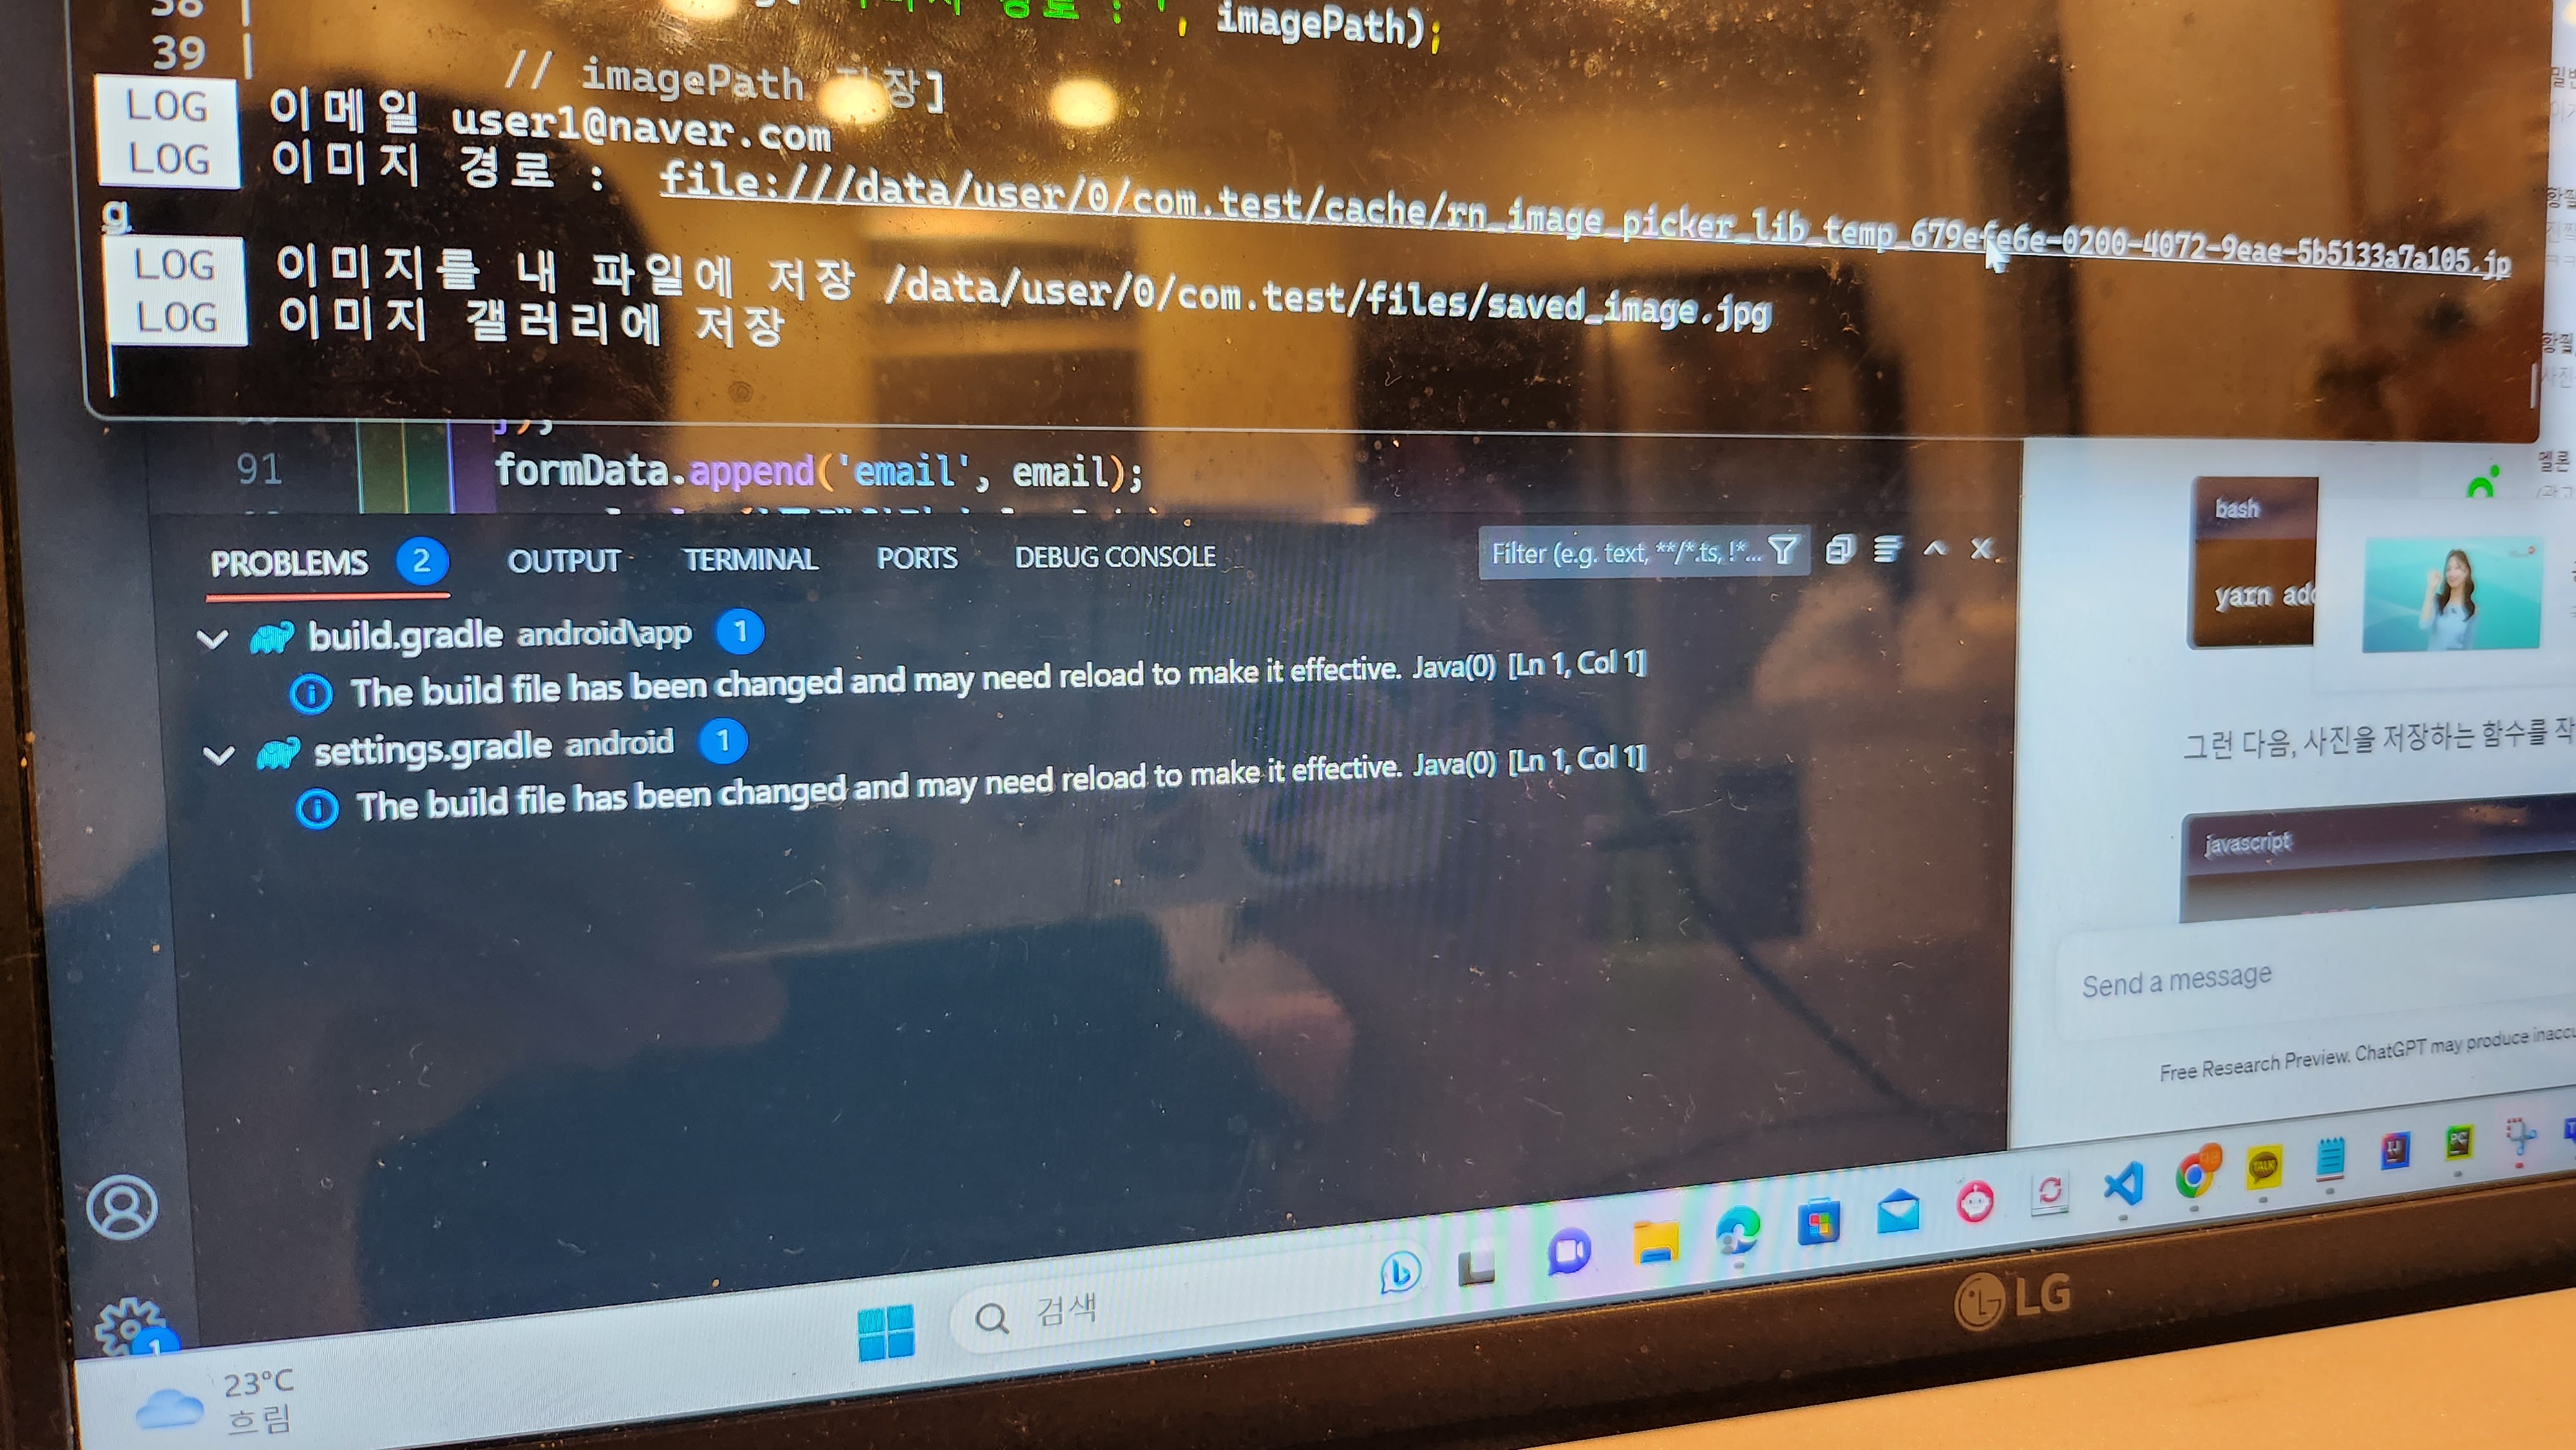 38 |
, imagePath);
39 |
// imagePath 저장]
LOG 이메일 user1@naver.com
LOG 이미지 경로 : file:///data/user/0/com.test/cache/rn_image_picker_lib_temp_679efe6e-0200-4072-9eae-5b5133a7a105.jp
g
LOG 이미지를 내 파일에 저장 /data/user/0/com.test/files/saved_image.jpg
LOG 이미지 갤러리에 저장
91 formData.append('email', email);
PROBLEMS 2 OUTPUT TERMINAL PORTS DEBUG CONSOLE Filter (e.g. text, **/*.ts, !*...
build.gradle android\app 1
The build file has been changed and may need reload to make it effective. Java(0) [Ln 1, Col 1]
settings.gradle android 1
The build file has been changed and may need reload to make it effective. Java(0) [Ln 1, Col 1]
bash
yarn add
그런 다음, 사진을 저장하는 함수를 작
javascript
Send a message
Free Research Preview. ChatGPT may produce inaccu
검색
TALK
PC
1
23°C
흐림
LG